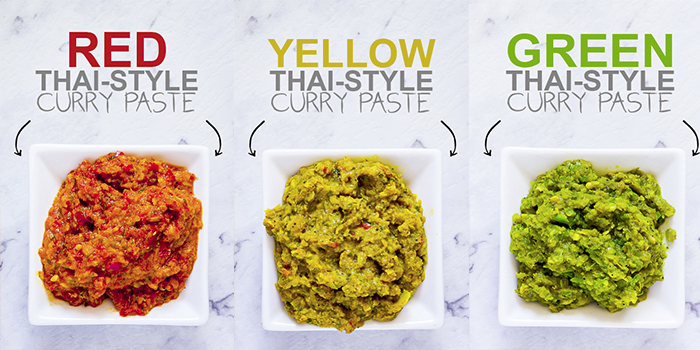 RED
THAI-STYLE
CURRY PASTE
YELLOW
THAI-STYLE
CURRY PASTE
GREEN
THAI-STYLE
CURRY PASTE